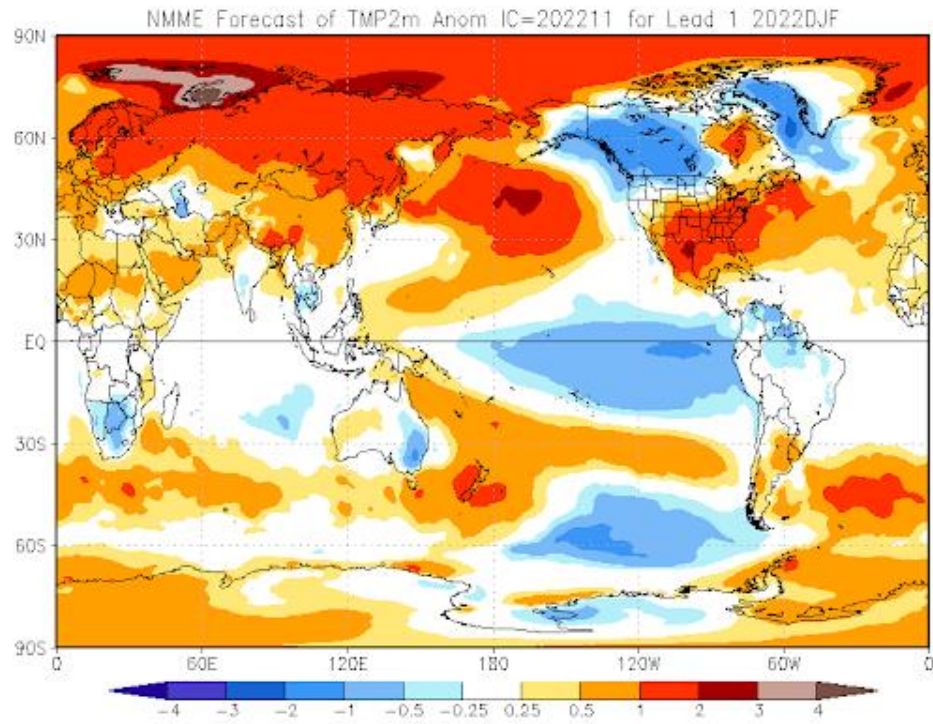 NMME Forecast of TMP2m Anom IC=202211 for Lead 1 2022DJF
90N
60N
30N
EQ
30S
60S
90S
0 60E 120E 180 120W 60W 0
-4 -3 -2 -1 -0.5 -0.25 0.25 0.5 1 2 3 4